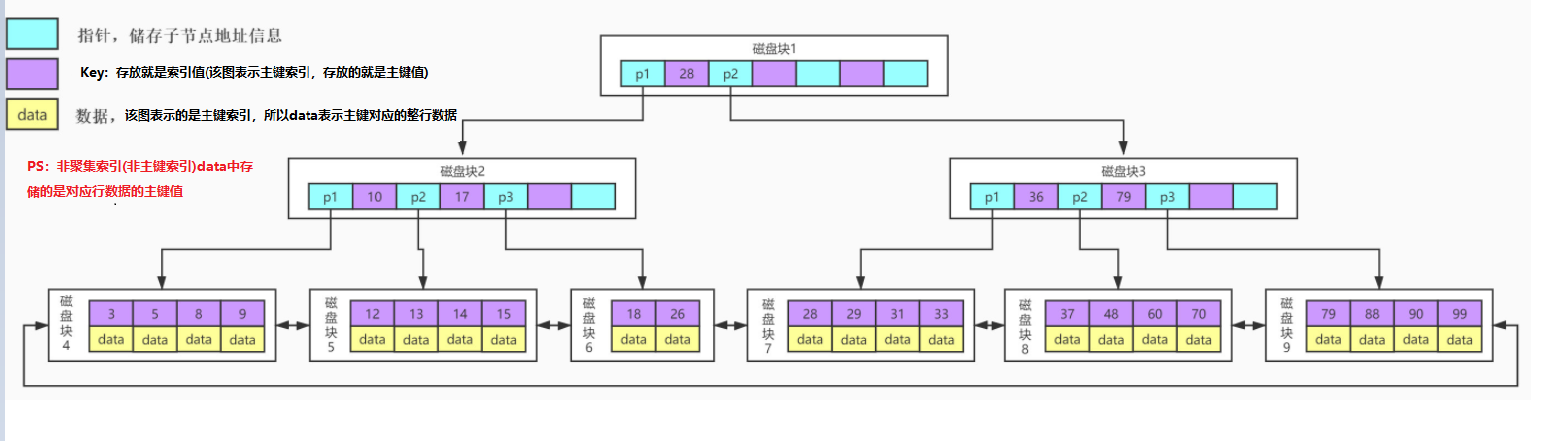 指针，储存子节点地址信息
Key: 存放就是索引值(该图表示主键索引，存放的就是主键值)
data 数据，该图表示的是主键索引，所以data表示主键对应的整行数据
PS：非聚集索引(非主键索引)data中存
储的是对应行数据的主键值
磁盘块1
p1 28 p2
磁盘块2
p1 10 p2 17 p3
磁盘块3
p1 36 p2 79 p3
磁盘块4
3 5 8 9
data data data data
磁盘块5
12 13 14 15
data data data data
磁盘块6
18 26
data data
磁盘块7
28 29 31 33
data data data data
磁盘块8
37 48 60 70
data data data data
磁盘块9
79 88 90 99
data data data data